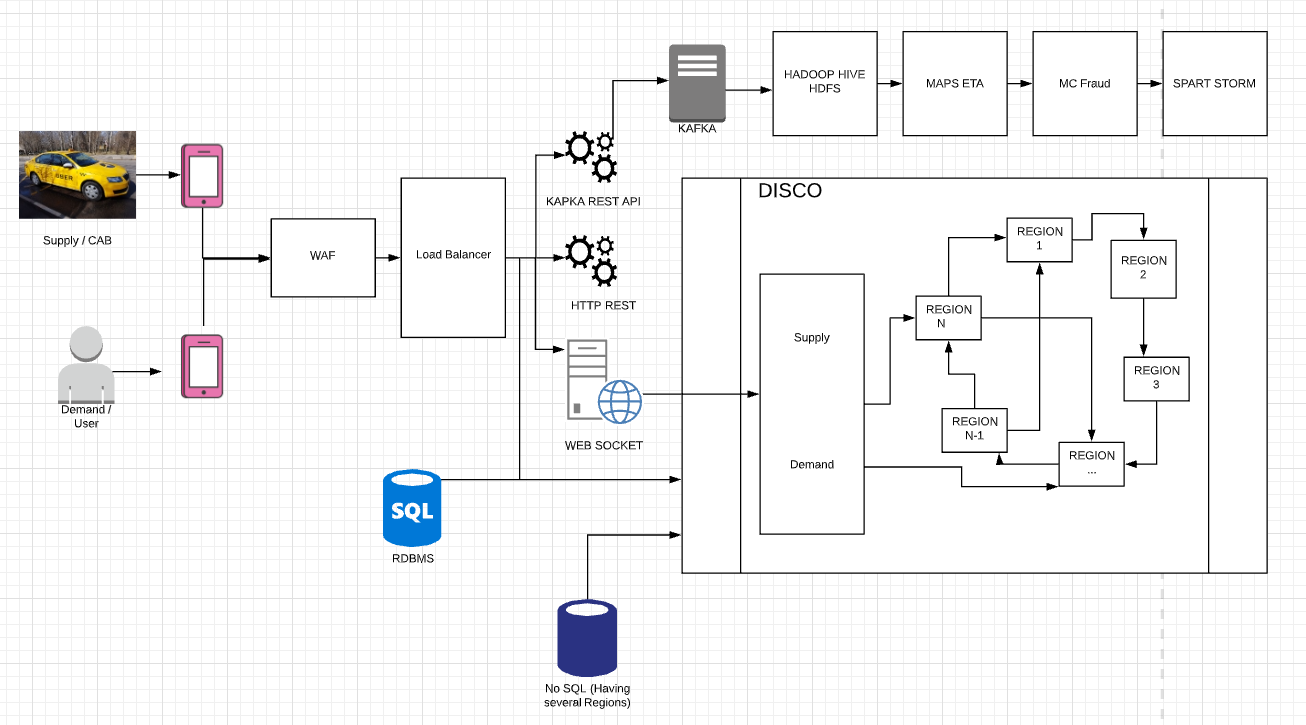 HADOOP HIVE
HDFS
MAPS ETA
MC Fraud
SPART STORM
KAFKA
UBER
Supply / CAB
KAPKA REST API
DISCO
WAF
Load Balancer
HTTP REST
REGION
1
REGION
2
REGION
N
Supply
REGION
3
Demand /
User
REGION
N-1
WEB SOCKET
Demand
REGION
...
SQL
RDBMS
No SQL (Having
several Regions)